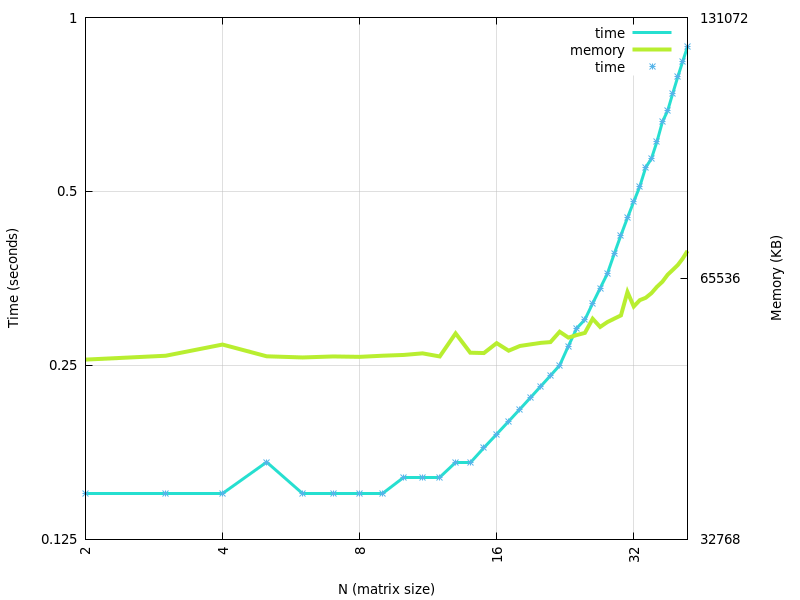 1
131072
time
memory
time
0.5
Time (seconds)
65536
Memory (KB)
0.25
0.125
32768
2
4
8
16
32
N (matrix size)